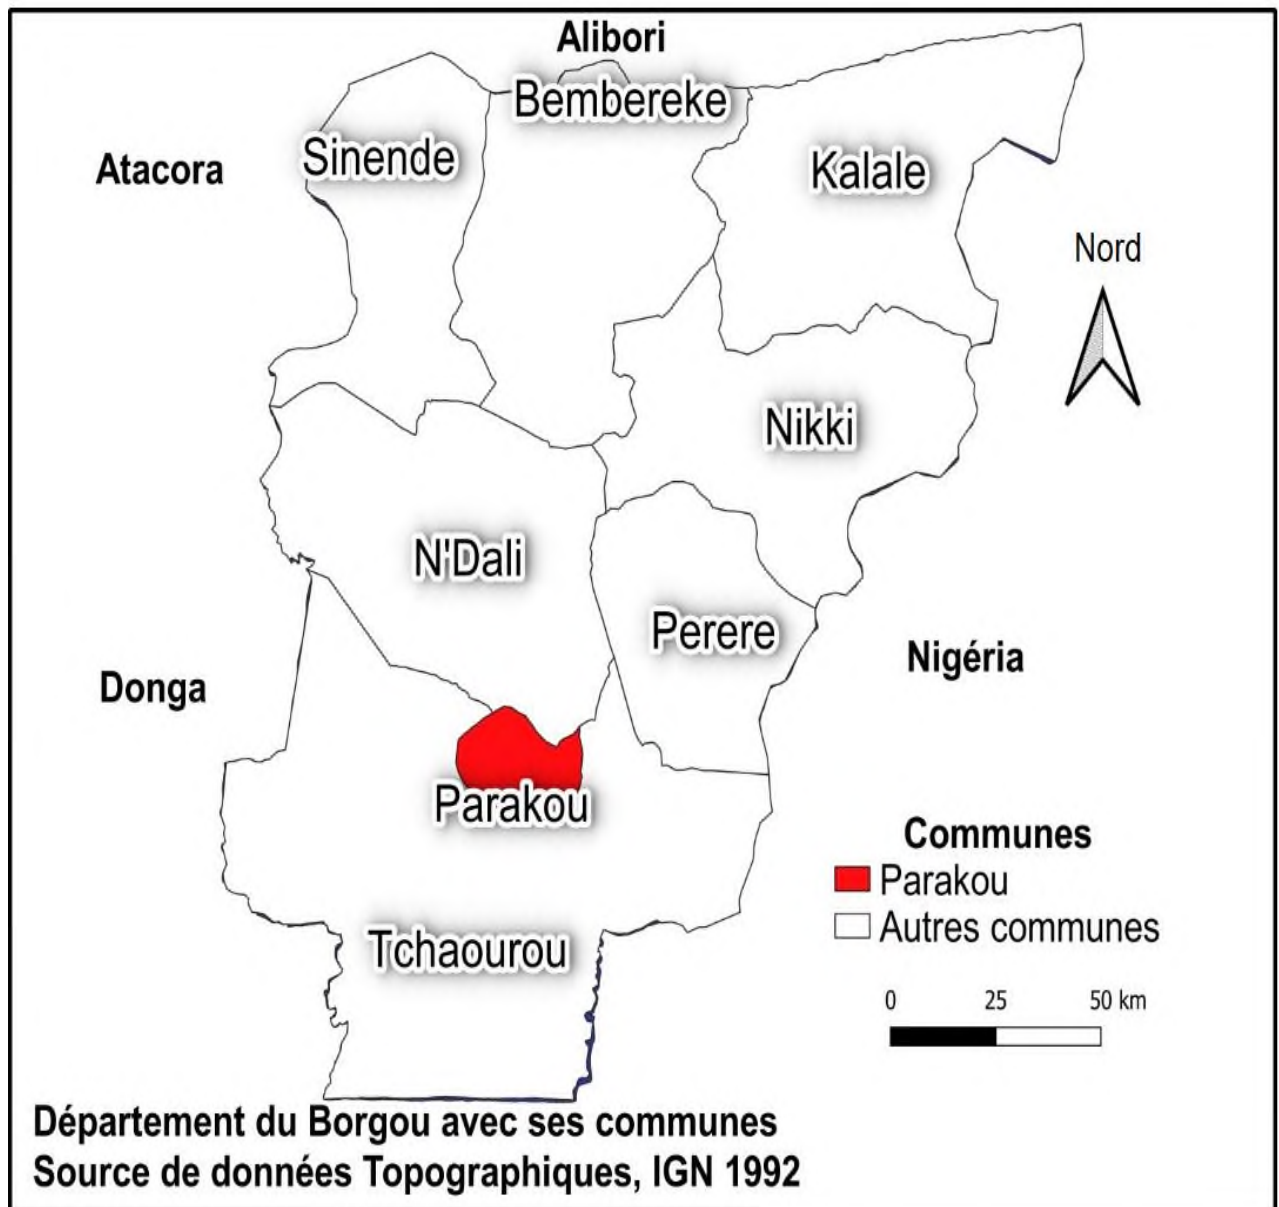 Alibori
Bembereke
Sinende
Atacora
Kalale
Nord
Nikki
N'Dali
Perere
Nigéria
Donga
Parakou
Communes
Parakou
Autres communes
Tchaourou
0 25 50 km
Département du Borgou avec ses communes
Source de données Topographiques, IGN 1992